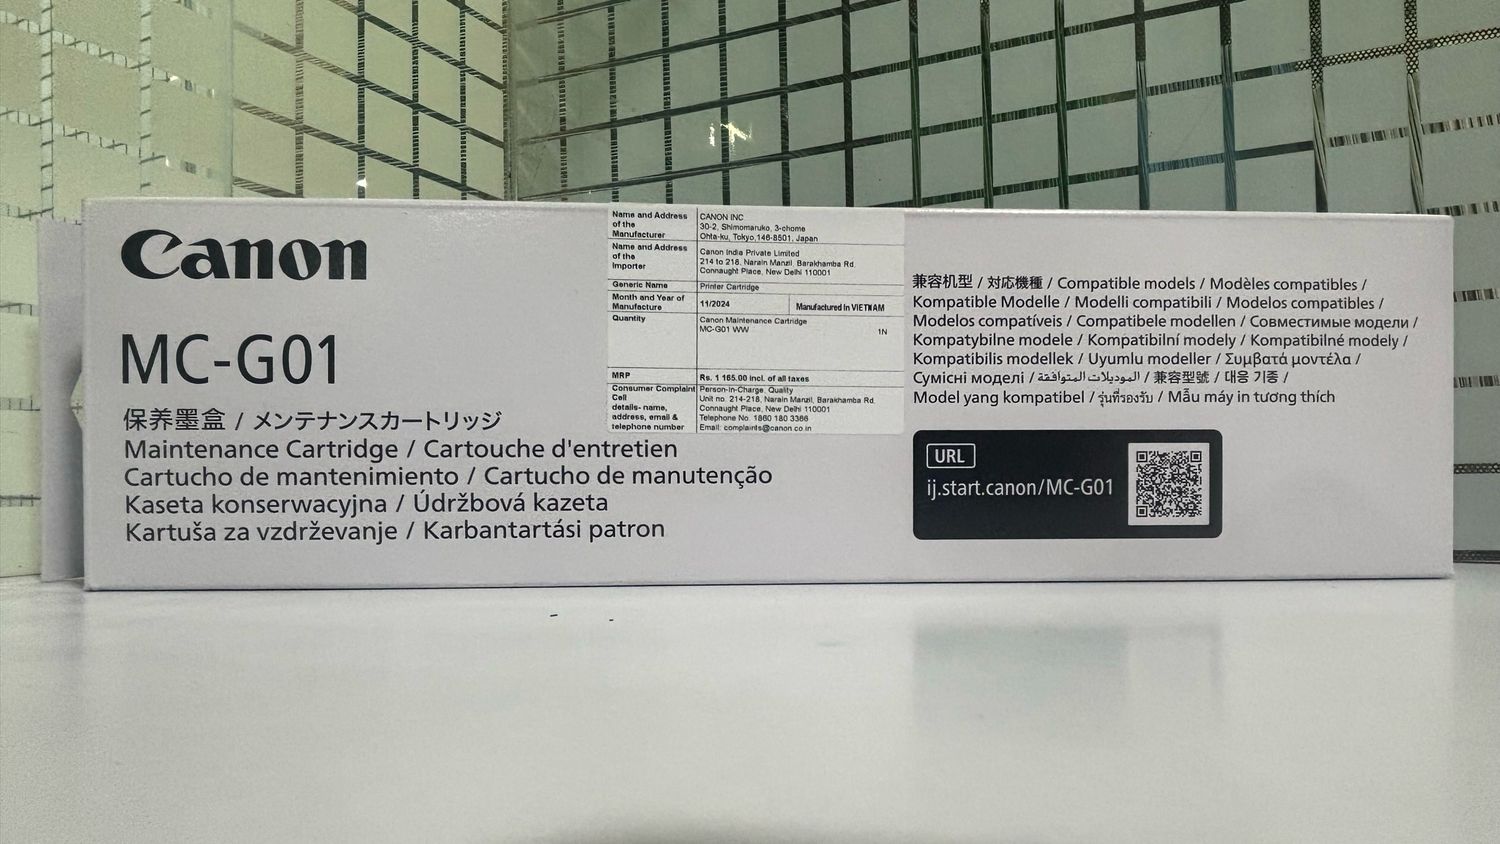 Canon
MC-G01
保养墨盒 / メンテナンスカートリッジ
Maintenance Cartridge / Cartouche d'entretien
Cartucho de mantenimiento / Cartucho de manutenção
Kaseta konserwacyjna / Údržbová kazeta
Kartuša za vzdrževanje / Karbantartási patron
Name and Address of the Manufacturer
CANON INC
30-2, Shimomaruko, 3-chome
Ohta-ku, Tokyo,146-8501, Japan
Name and Address of the Importer
Canon India Private Limited
214 to 218, Narain Manzil, Barakhamba Rd.
Connaught Place, New Delhi 110001
Generic Name
Printer Cartridge
Month and Year of Manufacture
11/2024
Manufactured in VIETNAM
Quantity
Canon Maintenance Cartridge
MC-G01 WW
1N
MRP
Rs. 1 165.00 incl. of all taxes
Consumer Complaint Cell
details- name,
address, email &
telephone number
Person-In-Charge, Quality
Unit no. 214-218, Narain Manzil, Barakhamba Rd.
Connaught Place, New Delhi 110001
Telephone No. 1860 180 3366
Email: complaints@canon.co.in
兼容机型 / 対応機種 / Compatible models / Modèles compatibles /
Kompatible Modelle / Modelli compatibili / Modelos compatibles /
Modelos compatíveis / Compatibele modellen / Совместимые модели /
Kompatybilne modele / Kompatibilní modely / Kompatibilné modely /
Kompatibilis modellek / Uyumlu modeller / Συμβατά μοντέλα /
Сумісні моделі / الموديلات المتوافقة / 兼容型號 / 대응 기종 /
Model yang kompatibel / รุ่นที่รองรับ / Mẫu máy in tương thích
URL
ij.start.canon/MC-G01